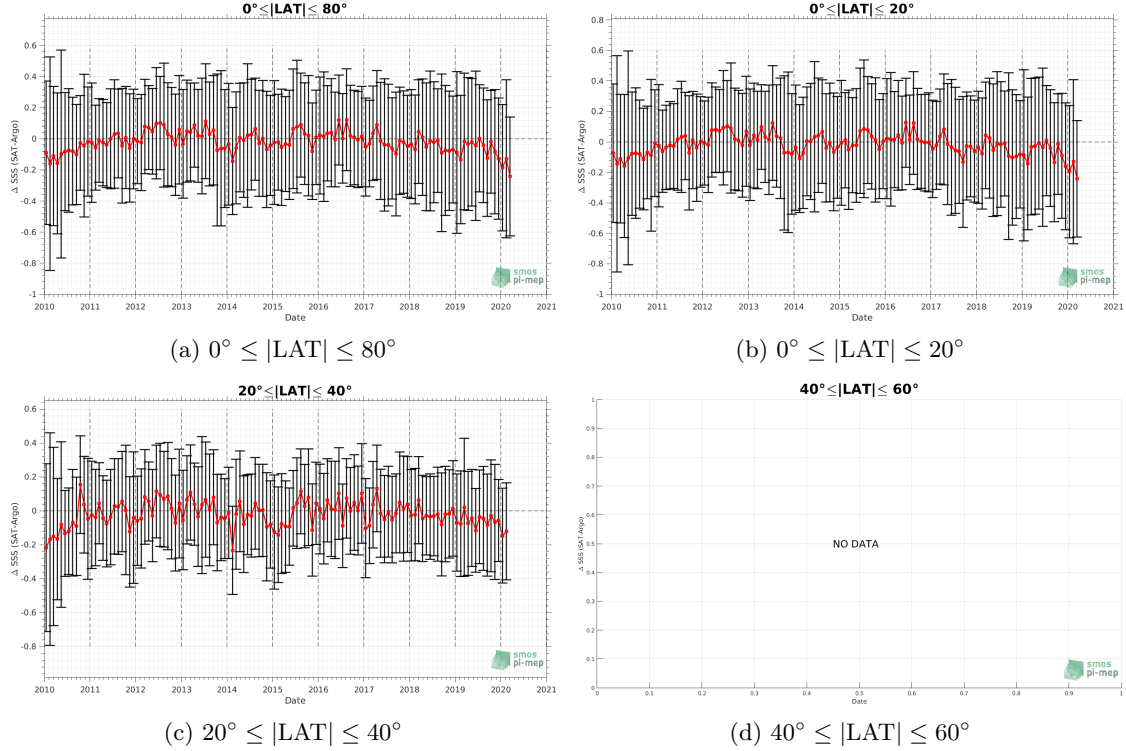 0°≤|LAT|≤ 80°
0.6
0.4
0.2
0
-0.2
-0.4
-0.6
-0.8
-1
Δ SSS (SAT-Argo)
2010 2011 2012 2013 2014 2015 2016 2017 2018 2019 2020 2021
Date
smos
pi-mep
(a) 0° ≤ |LAT| ≤ 80°
0°≤|LAT|≤ 20°
0.8
0.6
0.4
0.2
0
-0.2
-0.4
-0.6
-0.8
-1
Δ SSS (SAT-Argo)
2010 2011 2012 2013 2014 2015 2016 2017 2018 2019 2020 2021
Date
smos
pi-mep
(b) 0° ≤ |LAT| ≤ 20°
20°≤|LAT|≤ 40°
0.6
0.4
0.2
0
-0.2
-0.4
-0.6
-0.8
Δ SSS (SAT-Argo)
2010 2011 2012 2013 2014 2015 2016 2017 2018 2019 2020 2021
Date
smos
pi-mep
(c) 20° ≤ |LAT| ≤ 40°
40°≤|LAT|≤ 60°
1
0.9
0.8
0.7
0.6
0.5
0.4
0.3
0.2
0.1
0
Δ SSS (SAT-Argo)
NO DATA
0 0.1 0.2 0.3 0.4 0.5 0.6 0.7 0.8 0.9 1
Date
smos
pi-mep
(d) 40° ≤ |LAT| ≤ 60°